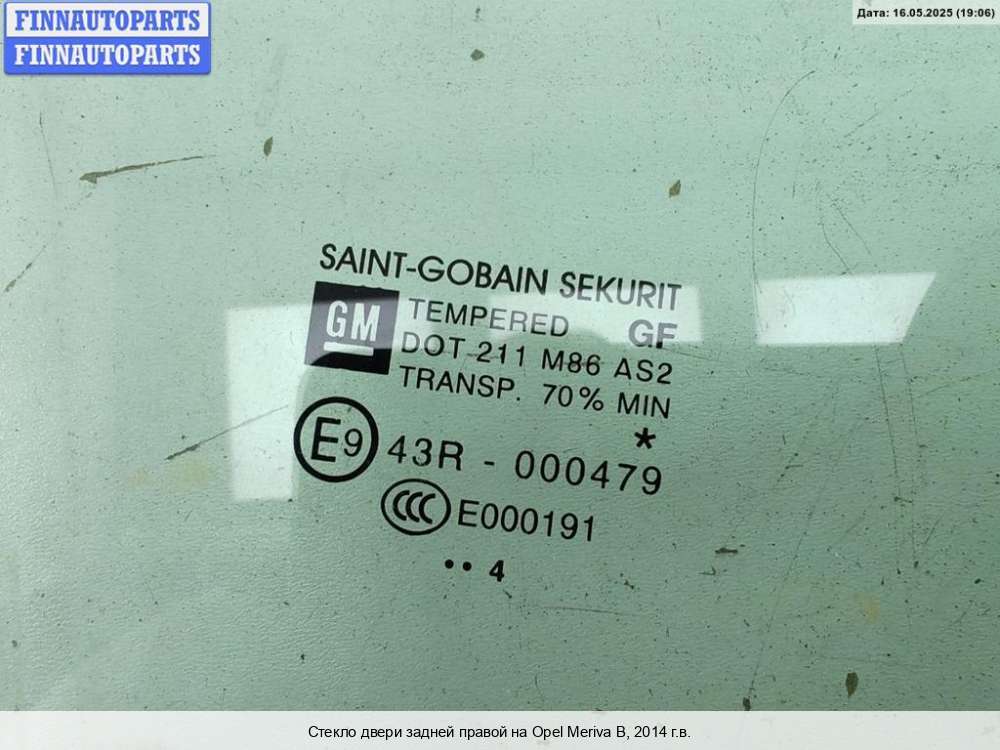 FINNAUTOPARTS
FINNAUTOPARTS
Дата: 16.05.2025 (19:06)
SAINT-GOBAIN SEKURIT
GM
TEMPERED GF
DOT 211 M86 AS2
TRANSP. 70% MIN
*
E9 43R - 000479
CCC E000191
•• 4
Стекло двери задней правой на Opel Meriva B, 2014 г.в.